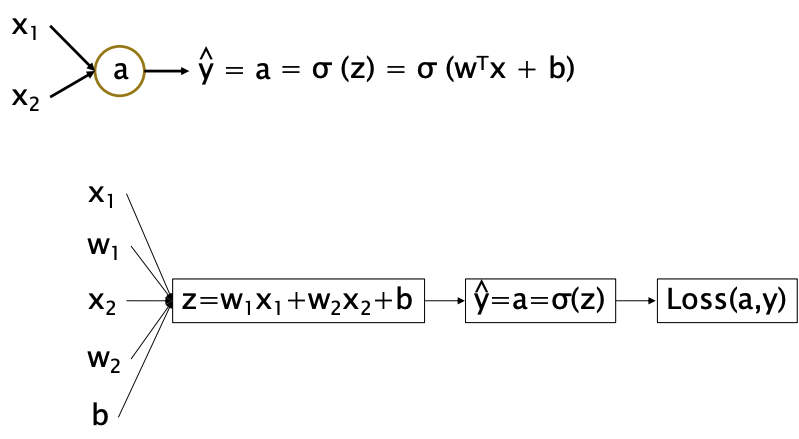 x₁
a
ŷ = a = σ (z) = σ (wᵀx + b)
x₂
x₁
w₁
x₂
z=w₁x₁+w₂x₂+b
ŷ=a=σ(z)
Loss(a,y)
w₂
b